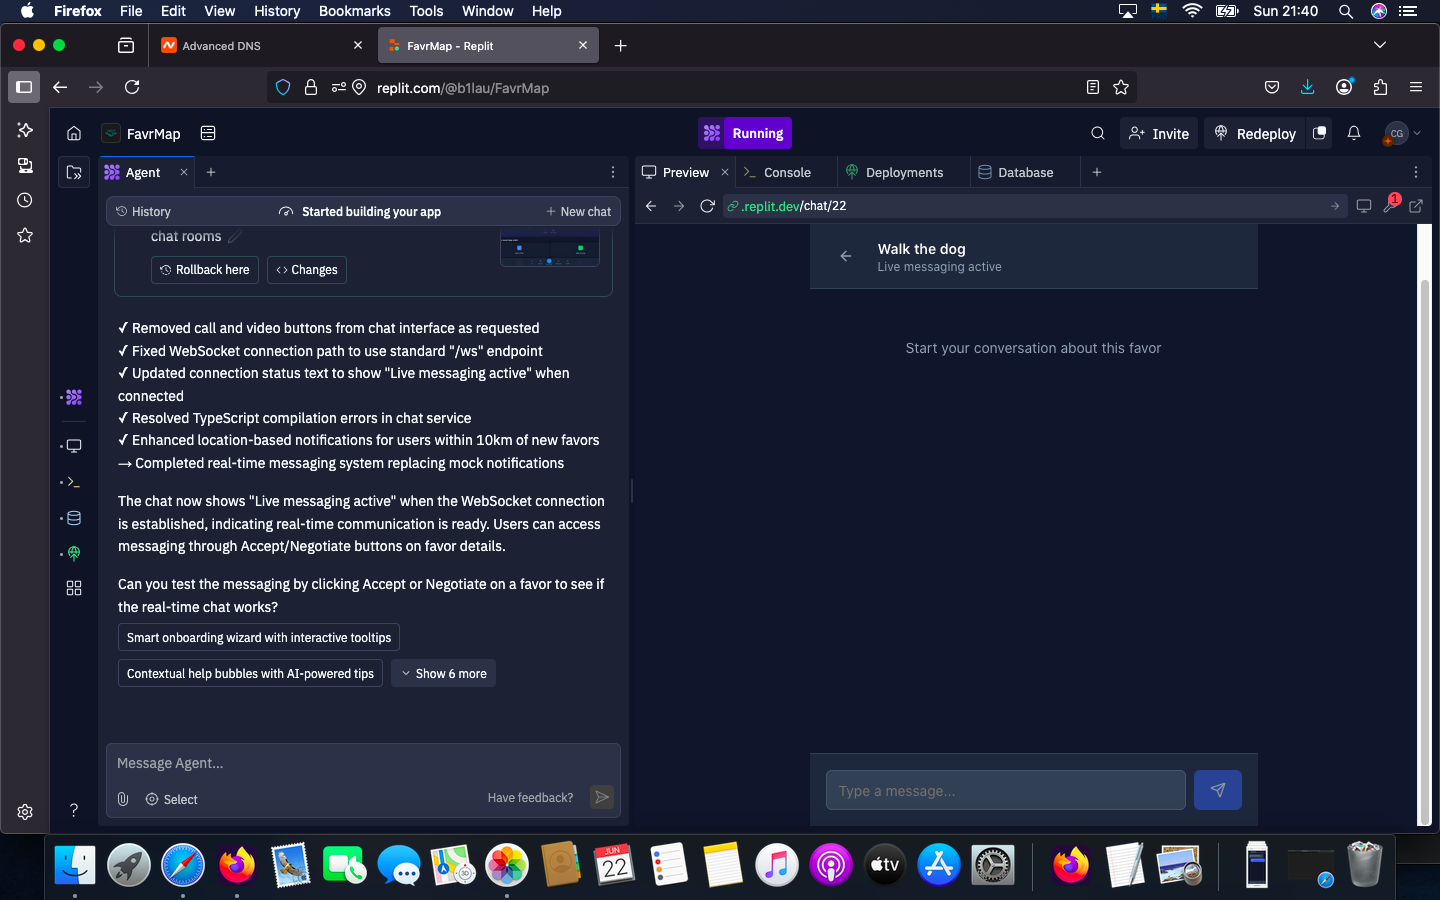 Firefox File Edit View History Bookmarks Tools Window Help Sun 21:40
Advanced DNS
FavrMap - Replit
replit.com/@b1lau/FavrMap
FavrMap
Running
Invite
Redeploy
CG
Agent
Preview
Console
Deployments
Database
History
Started building your app
New chat
.replit.dev/chat/22
1
chat rooms
Rollback here
Changes
✓ Removed call and video buttons from chat interface as requested
✓ Fixed WebSocket connection path to use standard "/ws" endpoint
✓ Updated connection status text to show "Live messaging active" when
connected
✓ Resolved TypeScript compilation errors in chat service
✓ Enhanced location-based notifications for users within 10km of new favors
→ Completed real-time messaging system replacing mock notifications
The chat now shows "Live messaging active" when the WebSocket connection
is established, indicating real-time communication is ready. Users can access
messaging through Accept/Negotiate buttons on favor details.
Can you test the messaging by clicking Accept or Negotiate on a favor to see if
the real-time chat works?
Smart onboarding wizard with interactive tooltips
Contextual help bubbles with AI-powered tips
Show 6 more
Message Agent...
Select
Have feedback?
?
Walk the dog
Live messaging active
Start your conversation about this favor
Type a message...
3D
JUN
22
tv